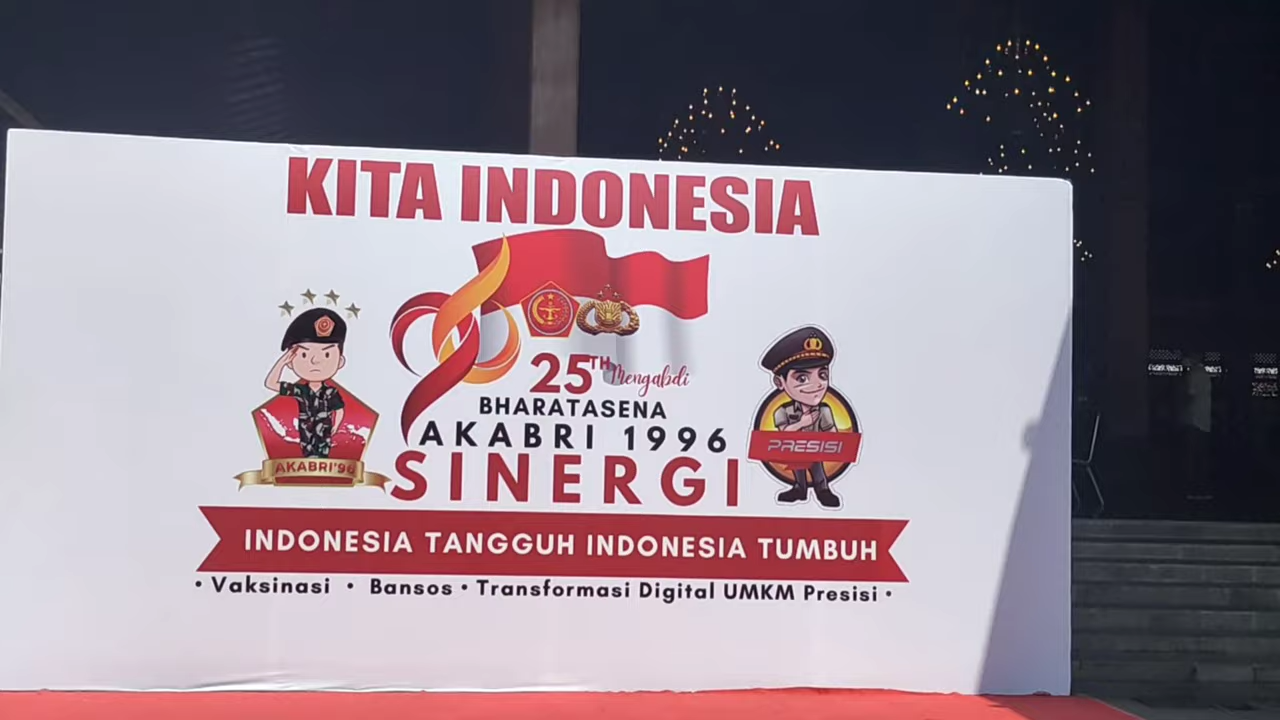 KITA INDONESIA
25TH Mengabdi
BHARATASENA
AKABRI 1996
SINERGI
AKABRI'96
PRESISI
INDONESIA TANGGUH INDONESIA TUMBUH
• Vaksinasi • Bansos • Transformasi Digital UMKM Presisi •